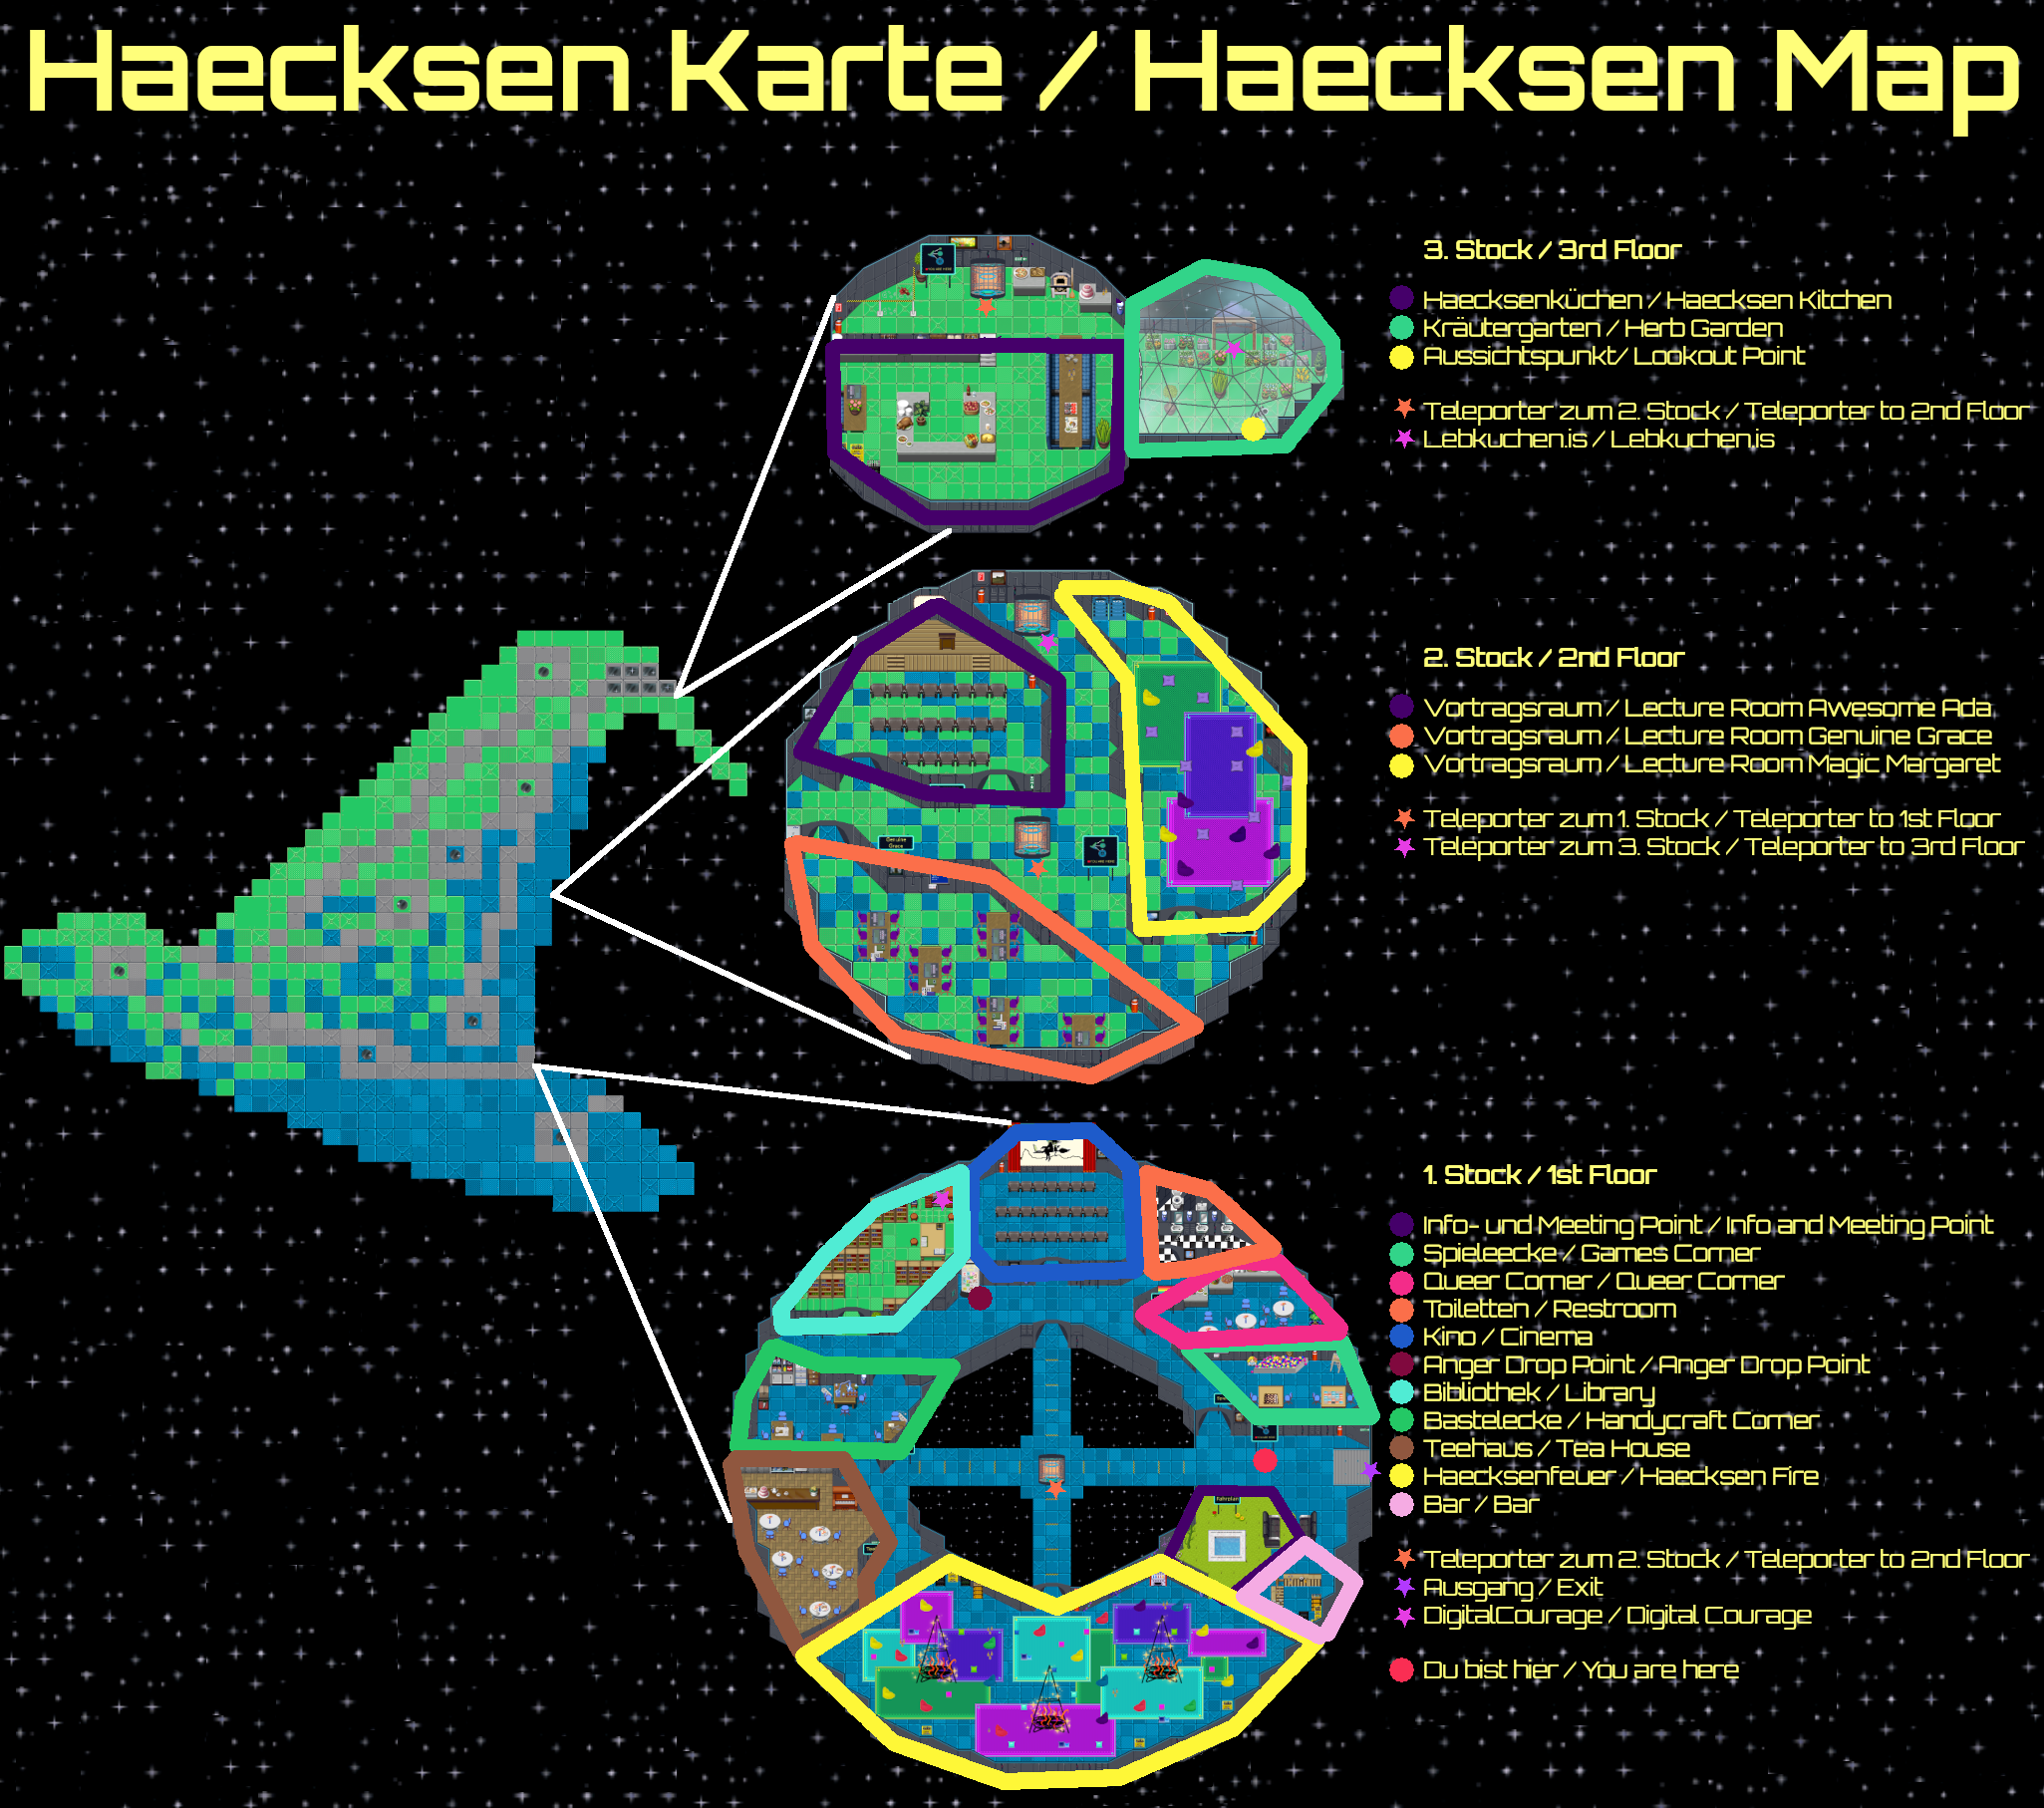 Haecksen Karte / Haecksen Map
3. Stock / 3rd Floor
Haecksenküchen / Haecksen Kitchen
Kräutergarten / Herb Garden
Aussichtspunkt/ Lookout Point
Teleporter zum 2. Stock / Teleporter to 2nd Floor
Lebkuchen.is / Lebkuchen.is
2. Stock / 2nd Floor
Vortragsraum / Lecture Room Awesome Ada
Vortragsraum / Lecture Room Genuine Grace
Vortragsraum / Lecture Room Magic Margaret
Teleporter zum 1. Stock / Teleporter to 1st Floor
Teleporter zum 3. Stock / Teleporter to 3rd Floor
Genuine
Grace
1. Stock / 1st Floor
Info- und Meeting Point / Info and Meeting Point
Spieleecke / Games Corner
Queer Corner / Queer Corner
Toiletten / Restroom
Kino / Cinema
Anger Drop Point / Anger Drop Point
Bibliothek / Library
Bastelecke / Handycraft Corner
Teehaus / Tea House
Haecksenfeuer / Haecksen Fire
Bar / Bar
Teleporter zum 2. Stock / Teleporter to 2nd Floor
Ausgang / Exit
DigitalCourage / Digital Courage
Du bist hier / You are here
Fahrplan